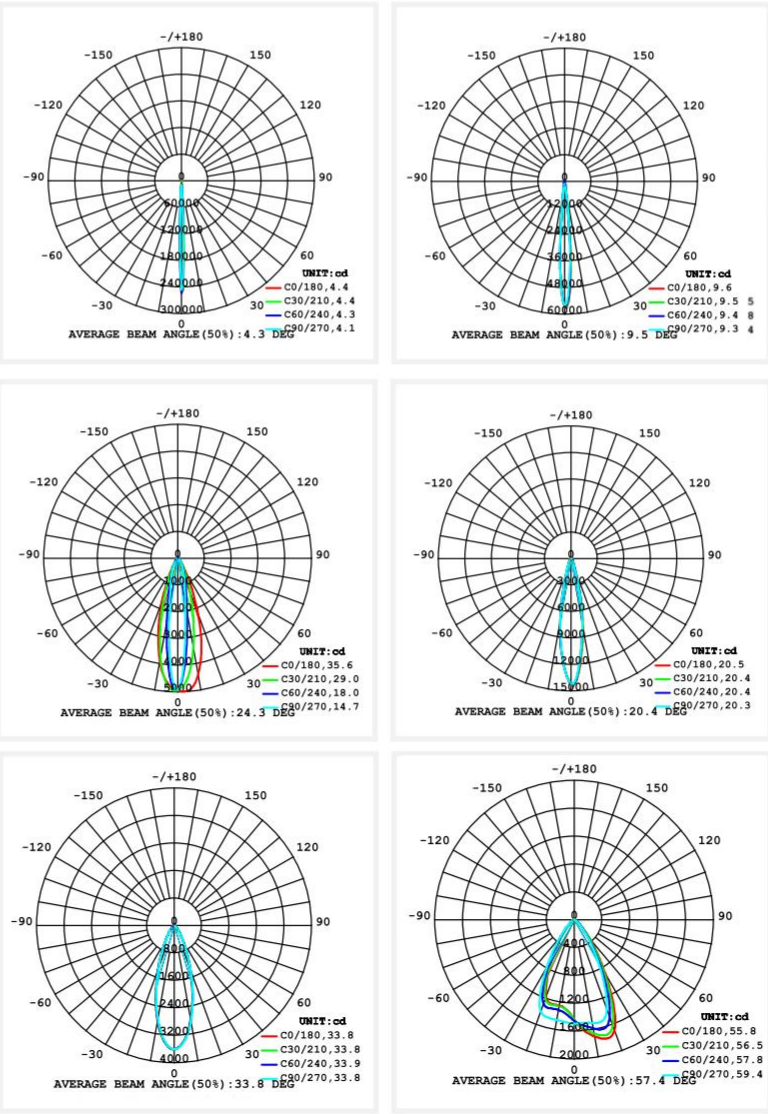 -/+180
-150 150
-120 120
-90 0 90
60000
120000
-60 180000 60
UNIT:cd
240000
C0/180,4.4
-30 300000 C30/210,4.4
C60/240,4.3
0
C90/270,4.1
AVERAGE BEAM ANGLE(50%):4.3 DEG
-/+180
-150 150
-120 120
-90 0 90
12000
24000
-60 36000 60
UNIT:cd
48000
C0/180,9.6
-30 60000 30 C30/210,9.5 5
C60/240,9.4 8
0
C90/270,9.3 4
AVERAGE BEAM ANGLE(50%):9.5 DEG
-/+180
-150 150
-120 120
-90 0 90
1000
2000
-60 3000 60
UNIT:cd
4000
C0/180,35.6
-30 5000 30 C30/210,29.0
C60/240,18.0
0
C90/270,14.7
AVERAGE BEAM ANGLE(50%):24.3 DEG
-/+180
-150 150
-120 120
-90 0 90
3000
6000
-60 9000 60
UNIT:cd
12000
C0/180,20.5
-30 15000 30 C30/210,20.4
C60/240,20.4
0
C90/270,20.3
AVERAGE BEAM ANGLE(50%):20.4 DEG
-/+180
-150 150
-120 120
-90 0 90
800
1600
-60 2400 60
UNIT:cd
3200
C0/180,33.8
-30 4000 30 C30/210,33.8
C60/240,33.9
0
C90/270,33.8
AVERAGE BEAM ANGLE(50%):33.8 DEG
-/+180
-150 150
-120 120
-90 0 90
400
800
-60 1200 60
UNIT:cd
1600
C0/180,55.8
-30 2000 30 C30/210,56.5
C60/240,57.8
0
C90/270,59.4
AVERAGE BEAM ANGLE(50%):57.4 DEG